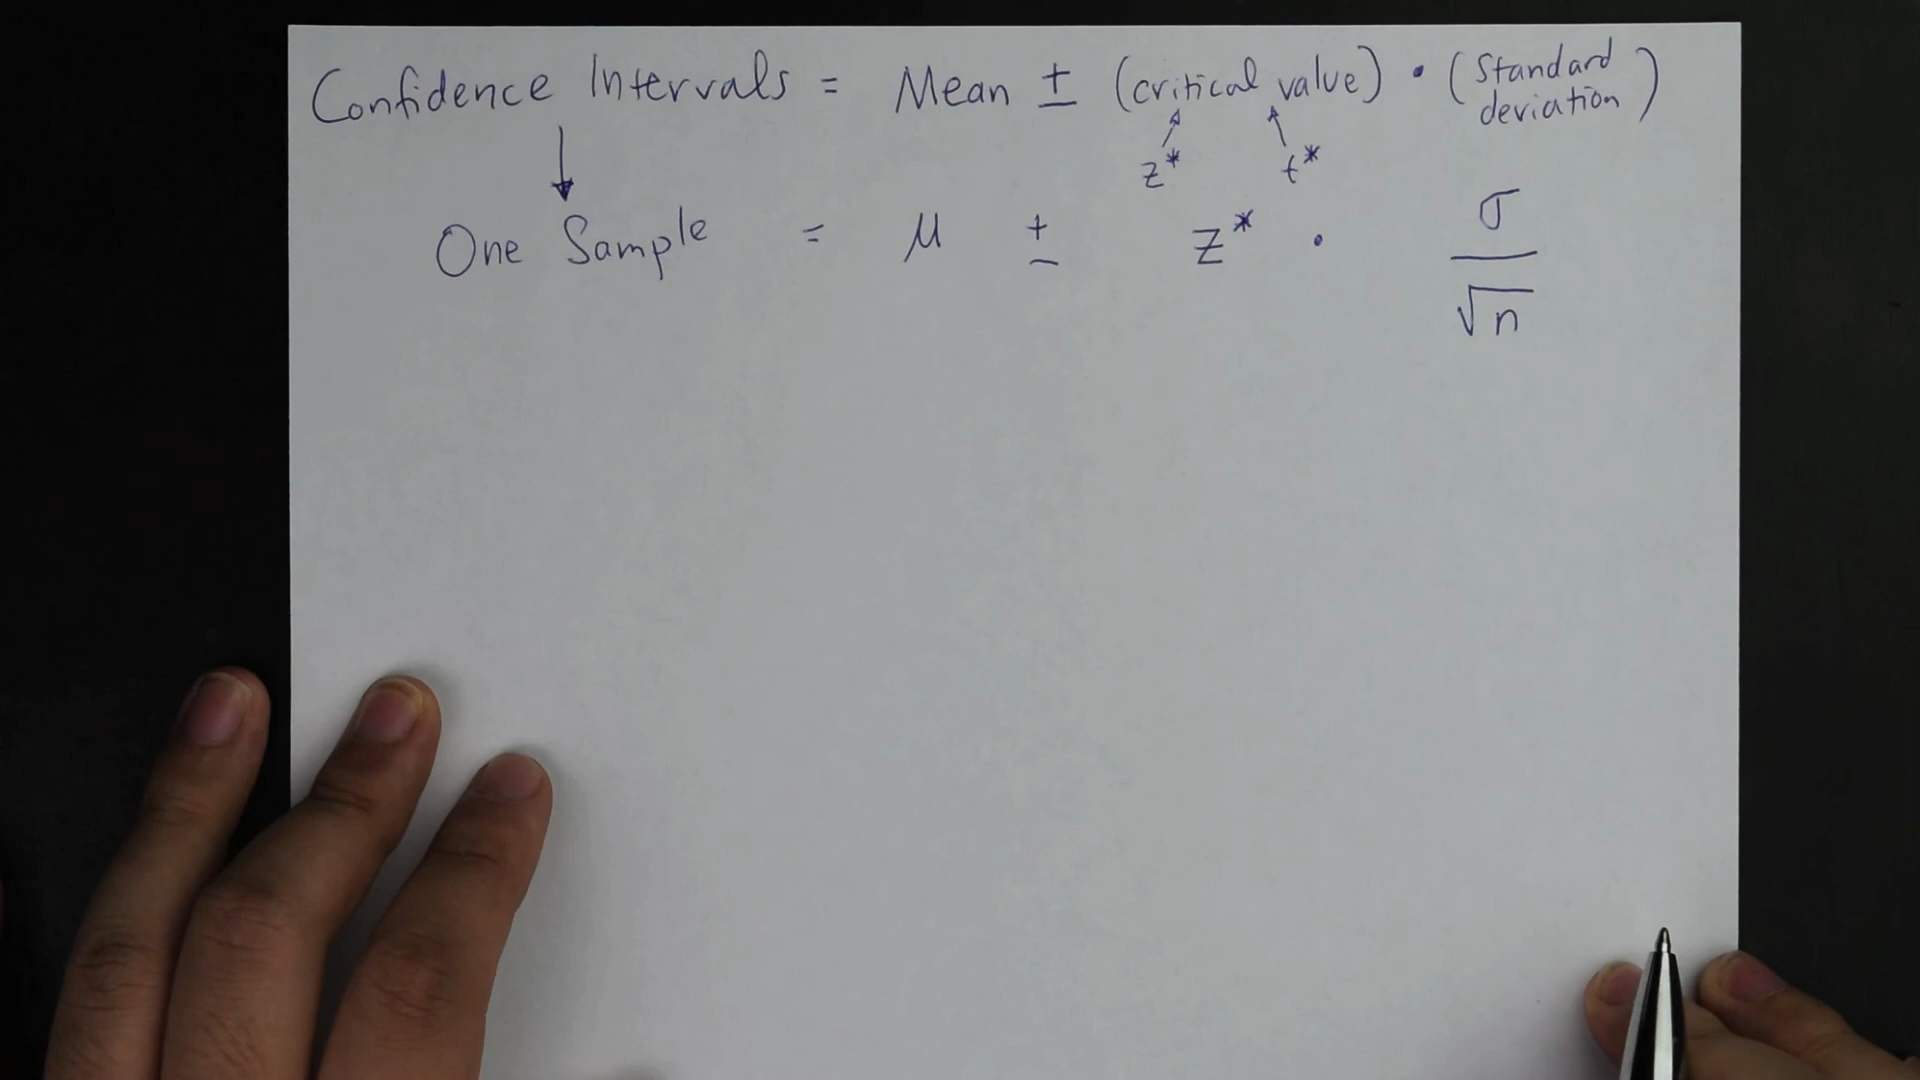 Confidence Intervals = Mean ± (critical value) · (Standard deviation)
z* t*
One Sample = μ ± z* · σ
√n